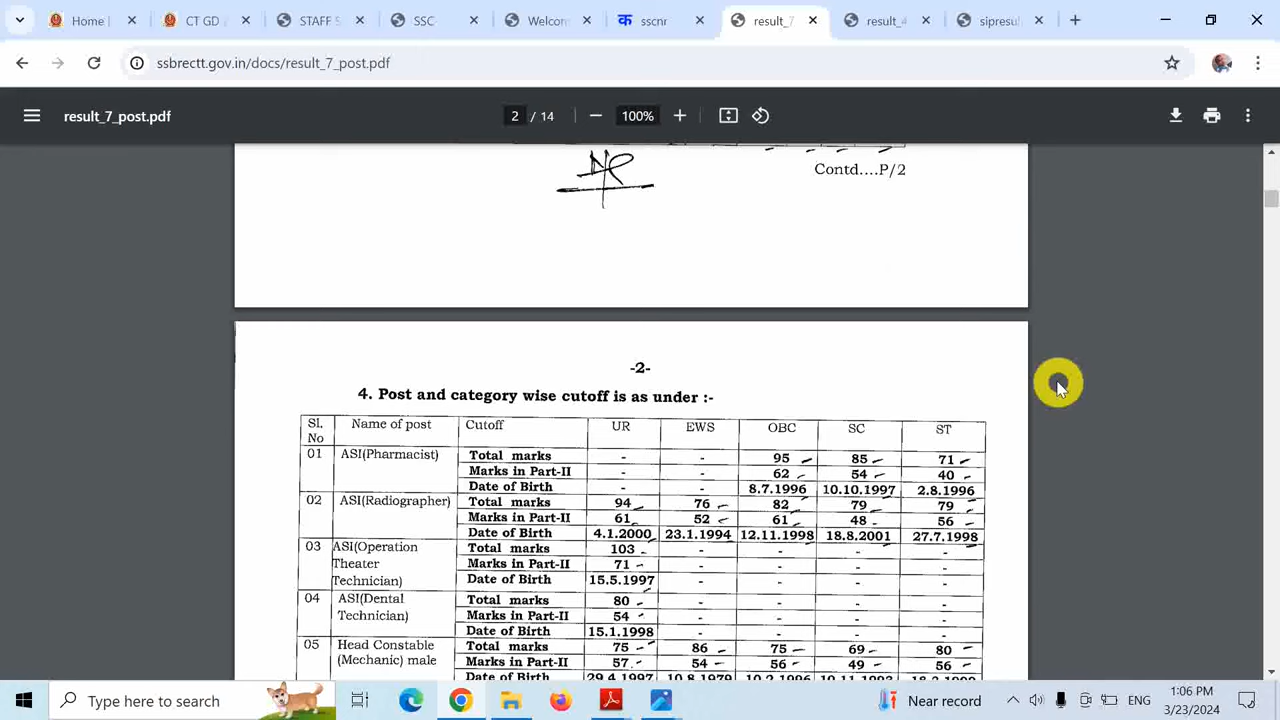 Home |
CT GD
STAFF S
SSC
Welcom
क sscnr
result_7
result_4
sipresul
ssbrectt.gov.in/docs/result_7_post.pdf
result_7_post.pdf
2 / 14
100%
Contd....P/2
-2-
4. Post and category wise cutoff is as under :-
Sl. No Name of post Cutoff UR EWS OBC SC ST
01 ASI(Pharmacist) Total marks - - 95 85 71
Marks in Part-II - - 62 54 40
Date of Birth - - 8.7.1996 10.10.1997 2.8.1996
02 ASI(Radiographer) Total marks 94 76 82 79 79
Marks in Part-II 61 52 61 48 56
Date of Birth 4.1.2000 23.1.1994 12.11.1998 18.8.2001 27.7.1998
03 ASi(Operation Total marks 103 - - - -
Theater Marks in Part-II 71 - - - -
Technician) Date of Birth 15.5.1997 - - - -
04 ASI(Dental Total marks 80 - - - -
Technician) Marks in Part-II 54 - - - -
Date of Birth 15.1.1998 - - - -
05 Head Constable Total marks 75 86 75 69 80
(Mechanic) male Marks in Part-II 57 54 56 49 56
Date of Birth 29.4.1997 10.8.1979
Type here to search
Near record
ENG
1:06 PM
3/23/2024